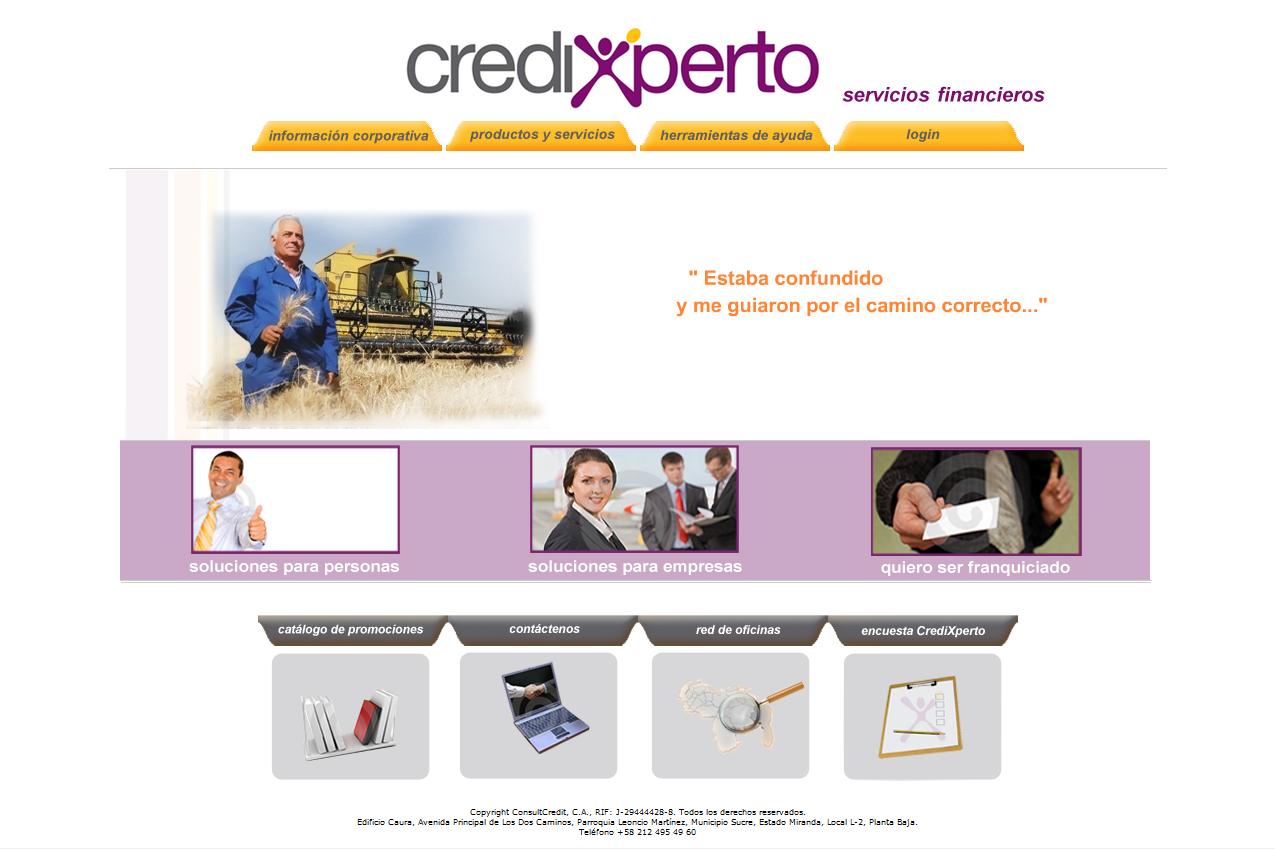 crediXperto
servicios financieros
información corporativa
productos y servicios
herramientas de ayuda
login
" Estaba confundido
y me guiaron por el camino correcto..."
soluciones para personas
soluciones para empresas
quiero ser franquiciado
catálogo de promociones
contáctenos
red de oficinas
encuesta CrediXperto
Copyright ConsultCredit, C.A., RIF: J-29444428-8. Todos los derechos reservados.
Edificio Caura, Avenida Principal de Los Dos Caminos, Parroquia Leoncio Martínez, Municipio Sucre, Estado Miranda, Local L-2, Planta Baja.
Teléfono +58 212 495 49 60